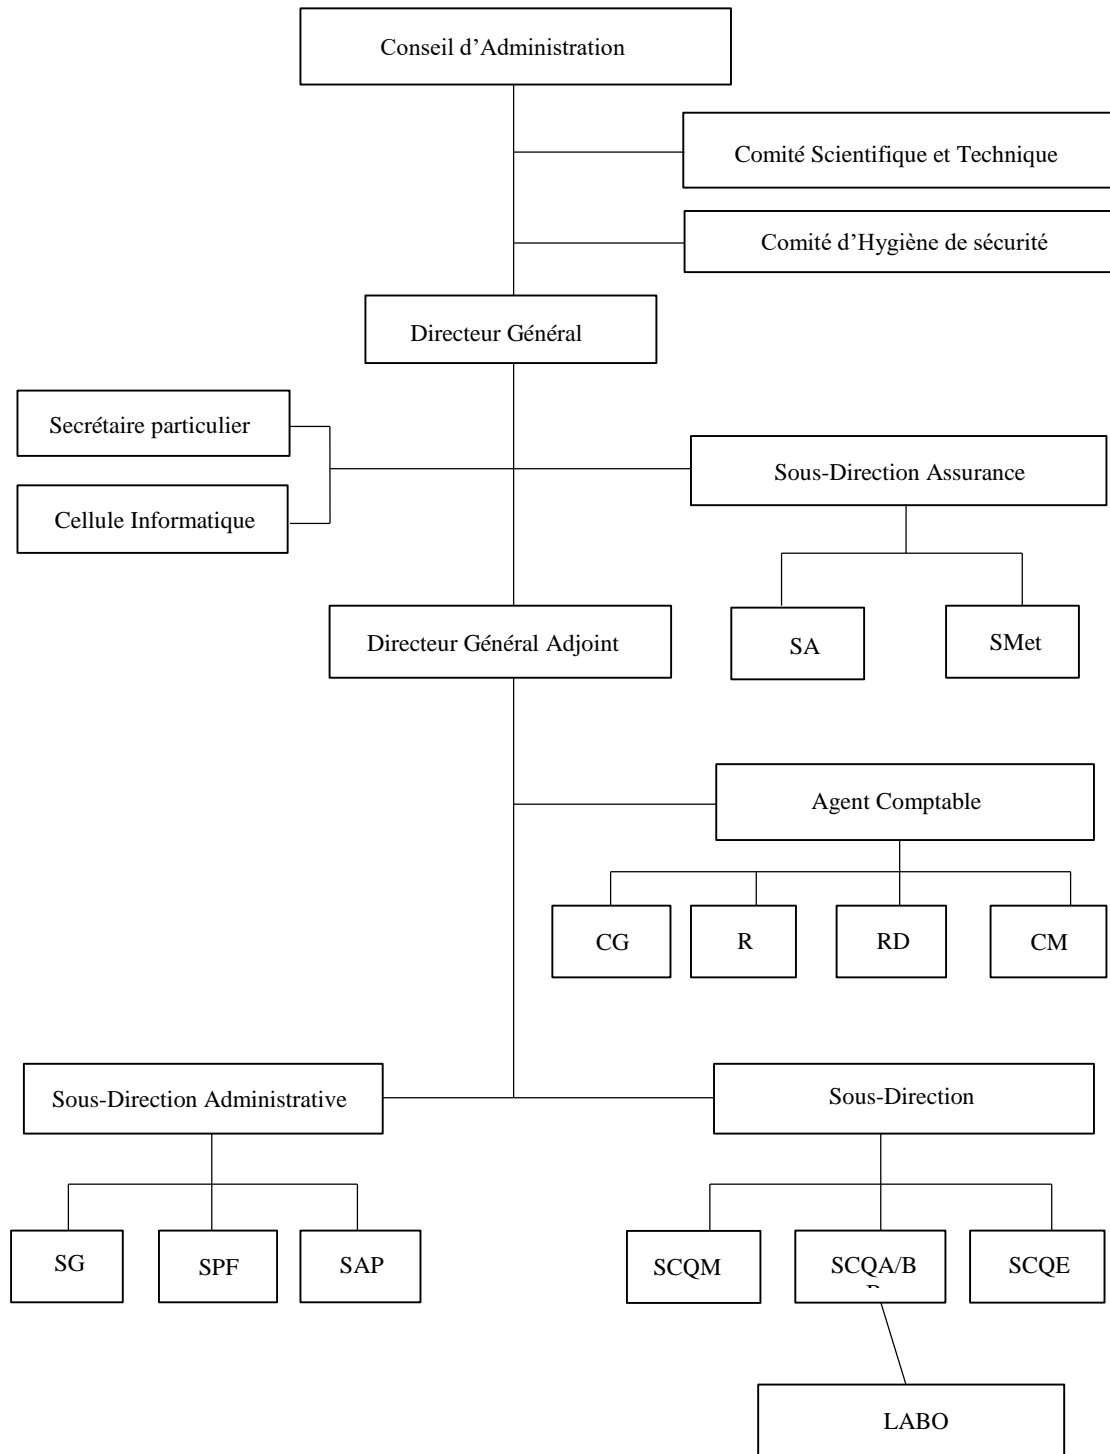 Conseil d’Administration
Comité Scientifique et Technique
Comité d’Hygiène de sécurité
Directeur Général
Secrétaire particulier
Sous-Direction Assurance
Cellule Informatique
Directeur Général Adjoint
SA
SMet
Agent Comptable
CG
R
RD
CM
Sous-Direction Administrative
Sous-Direction
SG
SPF
SAP
SCQM
SCQA/B
SCQE
LABO